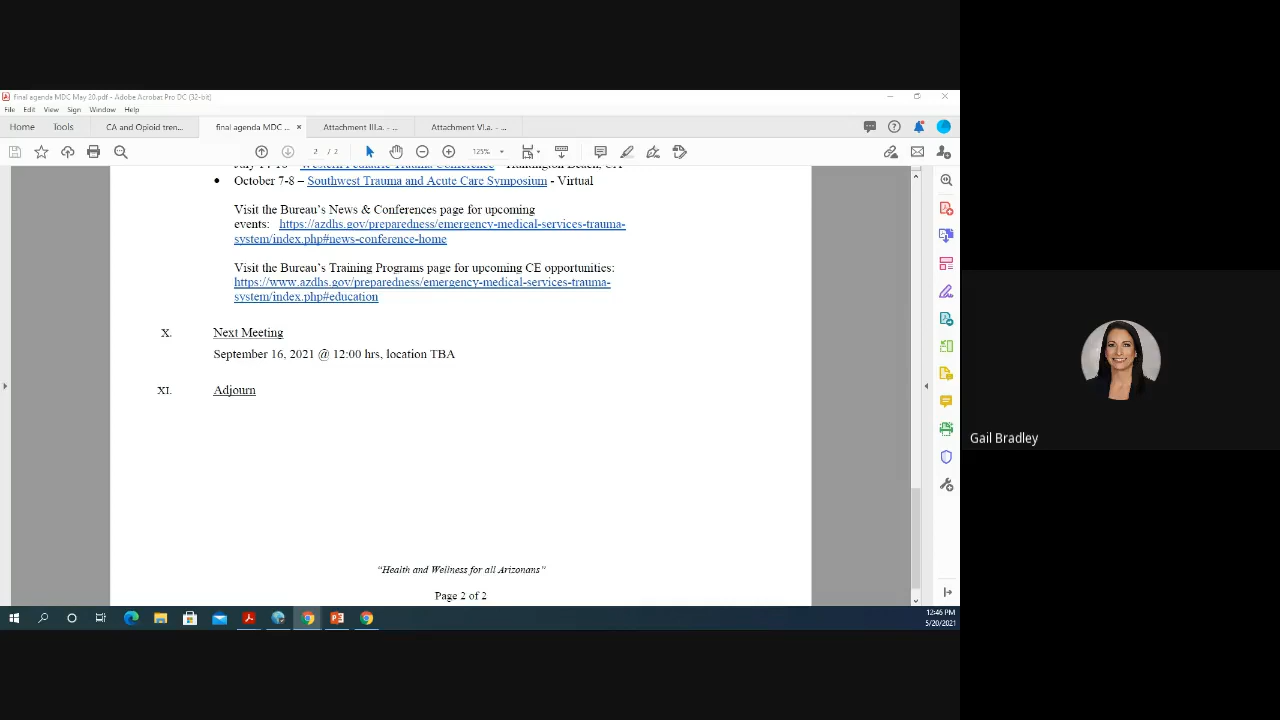 final agenda MDC May 20.pdf - Adobe Acrobat Pro DC (32-bit)
File Edit View Sign Window Help
Home Tools CA and Opioid tren... final agenda MDC ... × Attachment III.a. - ... Attachment VI.a. - ...
2 / 2 125%
Western Pediatric Trauma Conference
• October 7-8 – Southwest Trauma and Acute Care Symposium - Virtual
Visit the Bureau's News & Conferences page for upcoming
events: https://azdhs.gov/preparedness/emergency-medical-services-trauma-
system/index.php#news-conference-home
Visit the Bureau's Training Programs page for upcoming CE opportunities:
https://www.azdhs.gov/preparedness/emergency-medical-services-trauma-
system/index.php#education
X. Next Meeting
September 16, 2021 @ 12:00 hrs, location TBA
XI. Adjourn
"Health and Wellness for all Arizonans"
Page 2 of 2
12:46 PM
5/20/2021
Gail Bradley